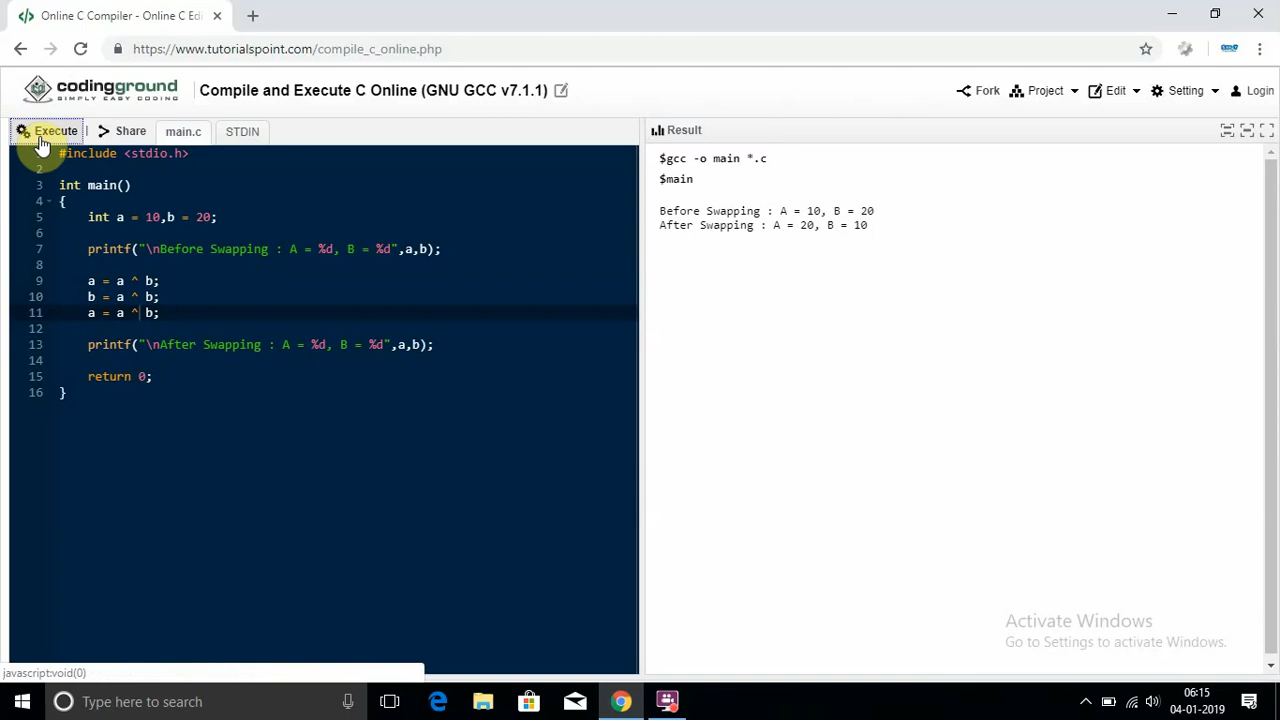 Online C Compiler - Online C Edi
https://www.tutorialspoint.com/compile_c_online.php
codingground
SIMPLY EASY CODING
Compile and Execute C Online (GNU GCC v7.1.1)
Fork
Project
Edit
Setting
Login
Execute
Share
main.c
STDIN
Result
1 #include <stdio.h>
2
3 int main()
4 {
5 int a = 10,b = 20;
6
7 printf("\nBefore Swapping : A = %d, B = %d",a,b);
8
9 a = a ^ b;
10 b = a ^ b;
11 a = a ^ b;
12
13 printf("\nAfter Swapping : A = %d, B = %d",a,b);
14
15 return 0;
16 }
$gcc -o main *.c
$main
Before Swapping : A = 10, B = 20
After Swapping : A = 20, B = 10
Activate Windows
Go to Settings to activate Windows.
javascript:void(0)
Type here to search
06:15
04-01-2019